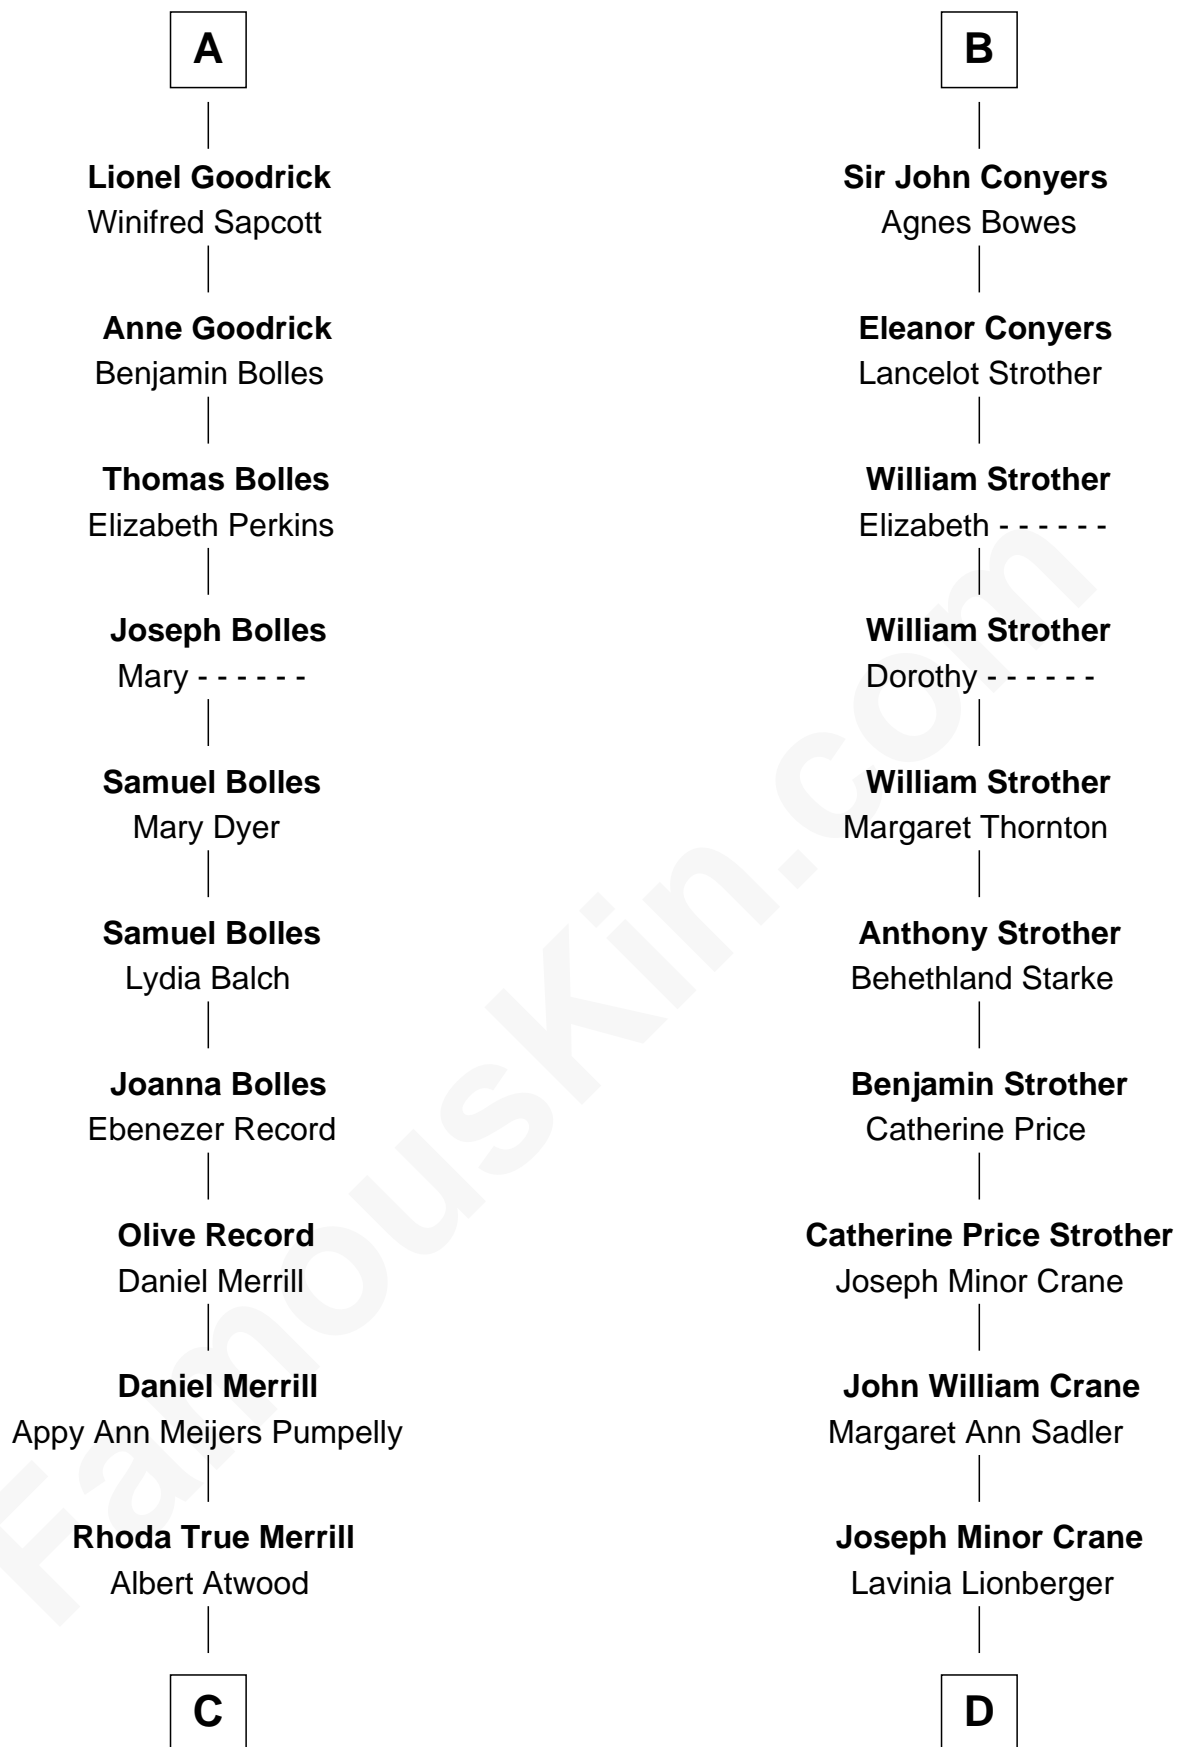 A
Lionel Goodrick
Winifred Sapcott
Anne Goodrick
Benjamin Bolles
Thomas Bolles
Elizabeth Perkins
Joseph Bolles
Mary - - - - - -
Samuel Bolles
Mary Dyer
Samuel Bolles
Lydia Balch
Joanna Bolles
Ebenezer Record
Olive Record
Daniel Merrill
Daniel Merrill
Appy Ann Meijers Pumpelly
Rhoda True Merrill
Albert Atwood
C
B
Sir John Conyers
Agnes Bowes
Eleanor Conyers
Lancelot Strother
William Strother
Elizabeth - - - - - -
William Strother
Dorothy - - - - - -
William Strother
Margaret Thornton
Anthony Strother
Behethland Starke
Benjamin Strother
Catherine Price
Catherine Price Strother
Joseph Minor Crane
John William Crane
Margaret Ann Sadler
Joseph Minor Crane
Lavinia Lionberger
D
FamousKin.com